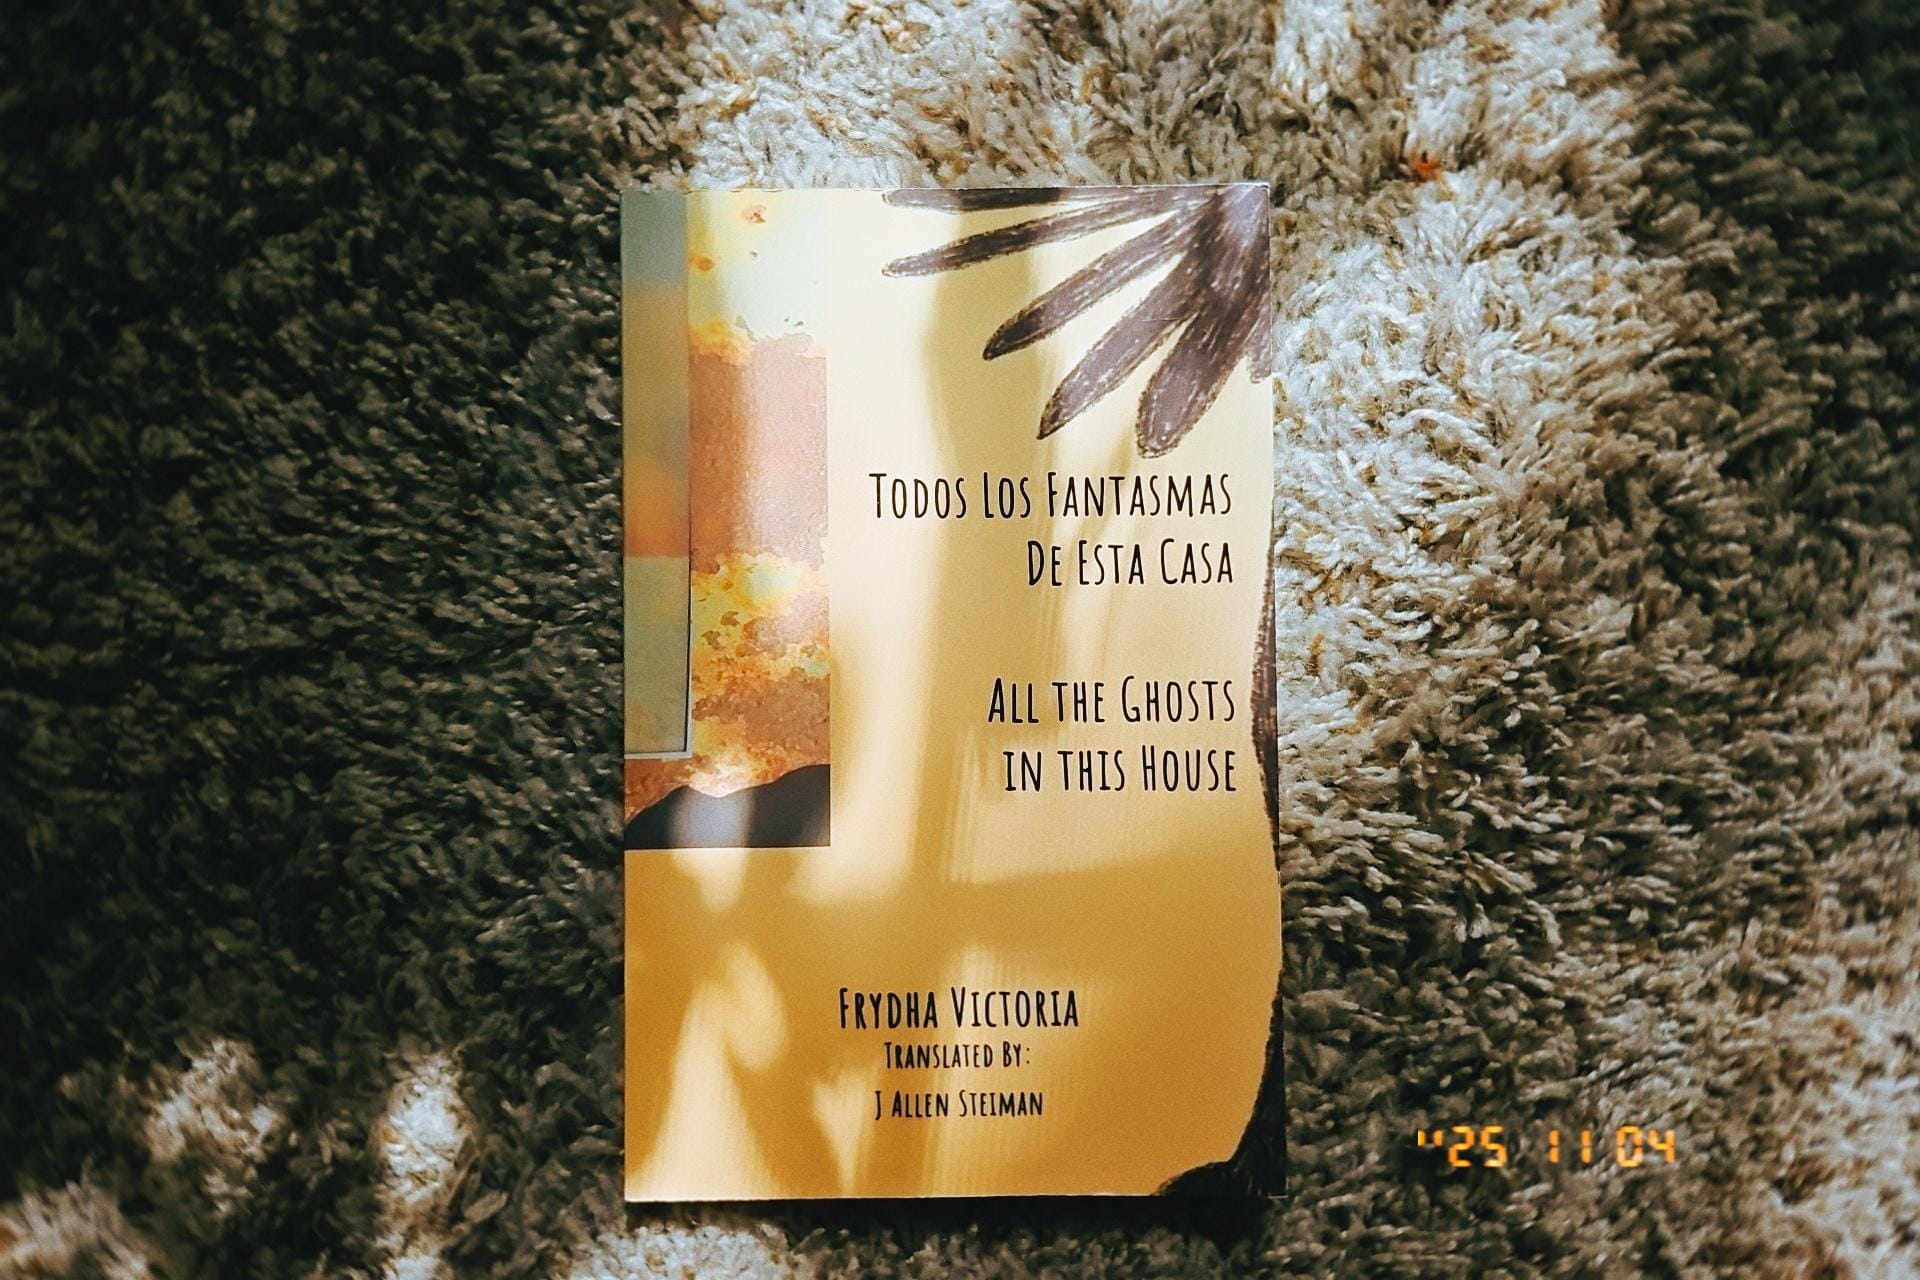 Todos Los Fantasmas
De Esta Casa
All the Ghosts
in this House
Frydha Victoria
Translated By:
J Allen Steiman
'25 11 04